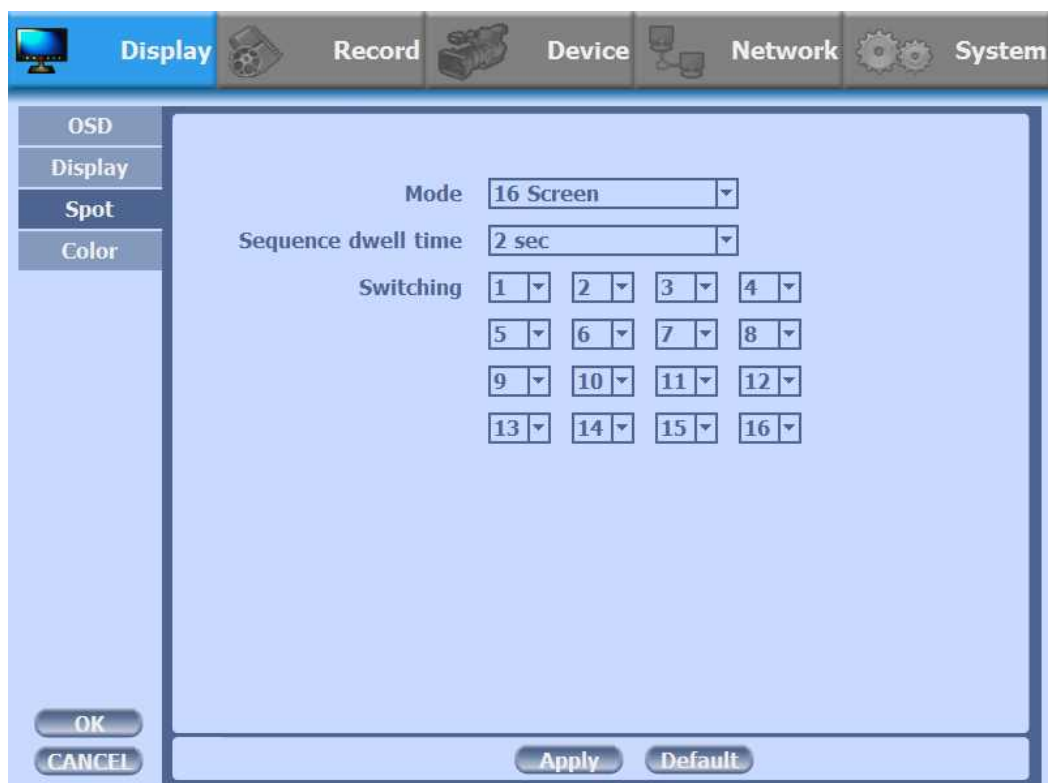 Display Record Device Network System
OSD
Display
Spot
Color
Mode 16 Screen
Sequence dwell time 2 sec
Switching 1 2 3 4
5 6 7 8
9 10 11 12
13 14 15 16
OK
CANCEL
Apply Default